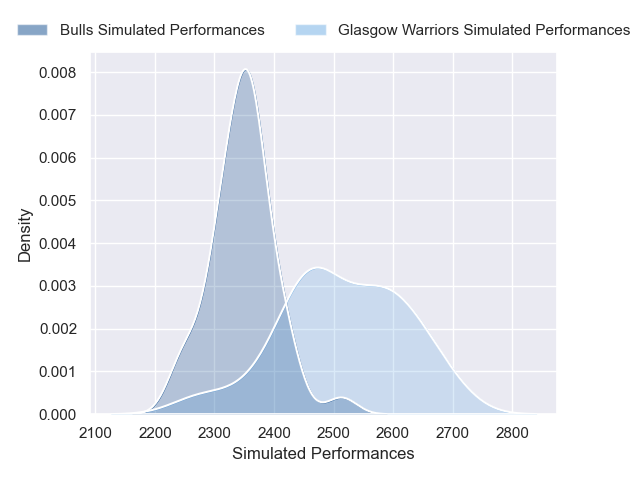 Bulls Simulated Performances Glasgow Warriors Simulated Performances
0.008
0.007
0.006
0.005
0.004
0.003
0.002
0.001
0.000
Density
2100 2200 2300 2400 2500 2600 2700 2800
Simulated Performances